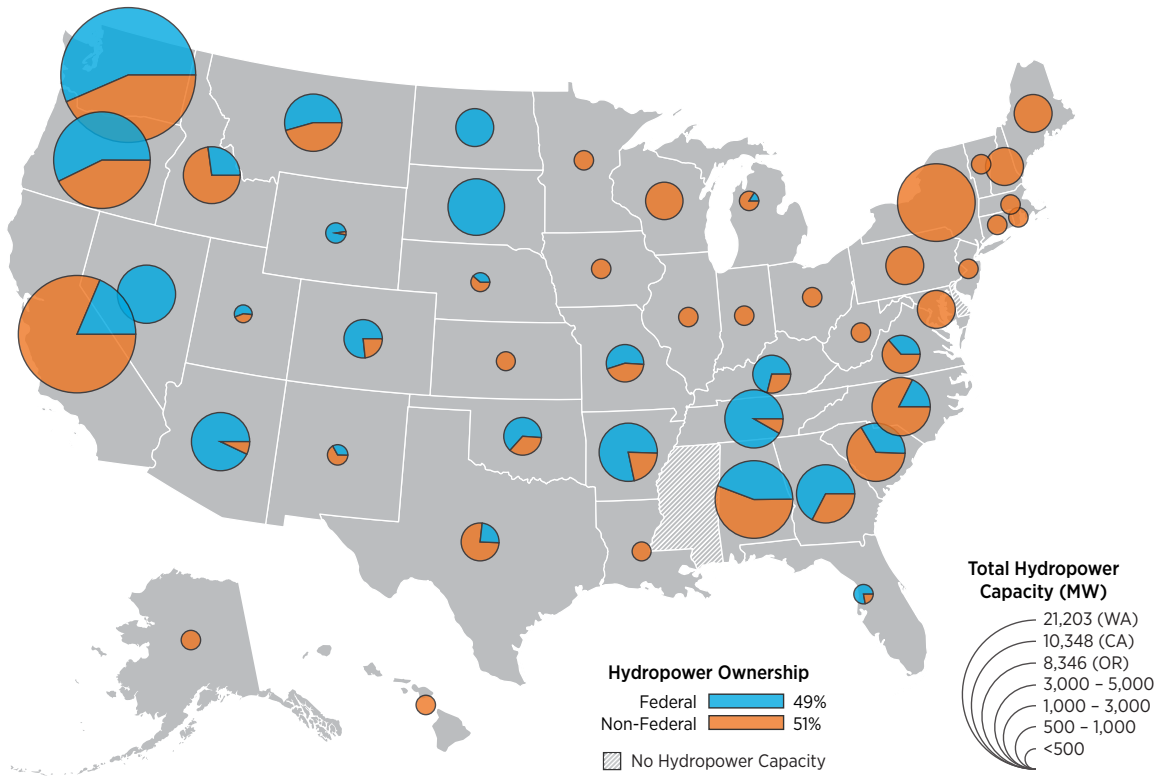 Hydropower Ownership
Federal 49%
Non-Federal 51%
No Hydropower Capacity
Total Hydropower
Capacity (MW)
21,203 (WA)
10,348 (CA)
8,346 (OR)
3,000 – 5,000
1,000 – 3,000
500 – 1,000
<500